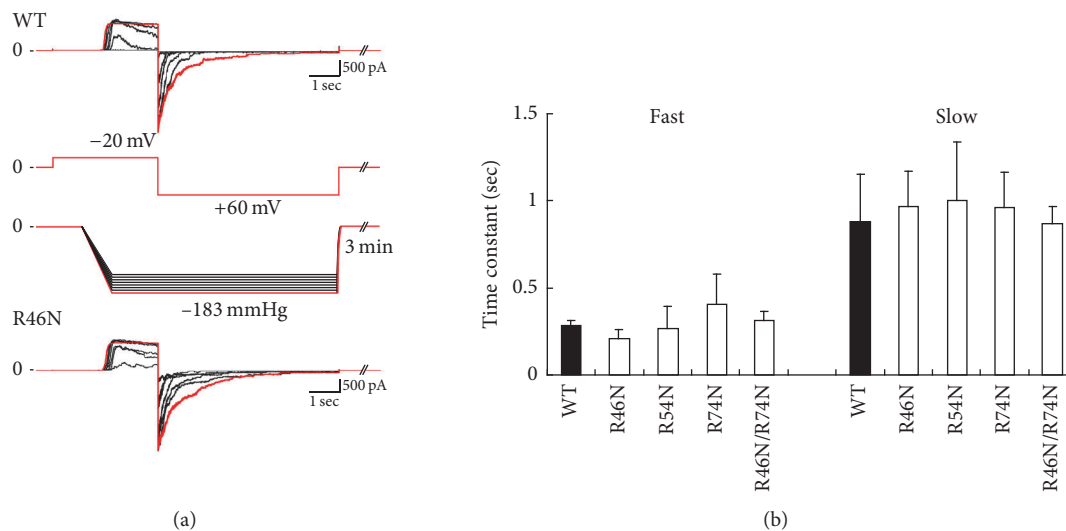 WT
0
500 pA
1 sec
−20 mV
0
+60 mV
0
3 min
−183 mmHg
R46N
0
500 pA
1 sec
(a)
Time constant (sec)
1.5
1
0.5
0
Fast
Slow
WT
R46N
R54N
R74N
R46N/R74N
WT
R46N
R54N
R74N
R46N/R74N
(b)